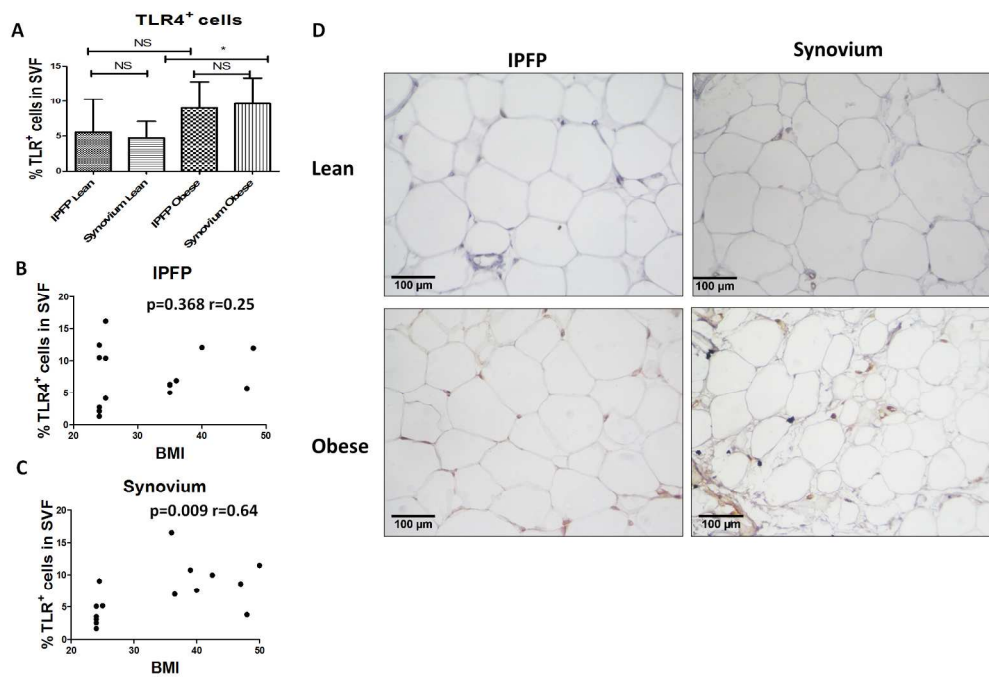 A
TLR4+ cells
NS
*
NS
NS
% TLR+ cells in SVF
15
10
5
0
IPFP Lean
Synovium Lean
IPFP Obese
Synovium Obese
B
IPFP
p=0.368 r=0.25
% TLR4+ cells in SVF
20
15
10
5
0
20
30
40
50
BMI
C
Synovium
p=0.009 r=0.64
% TLR+ cells in SVF
20
15
10
5
0
20
30
40
50
BMI
D
IPFP
Synovium
Lean
100 µm
100 µm
Obese
100 µm
100 µm